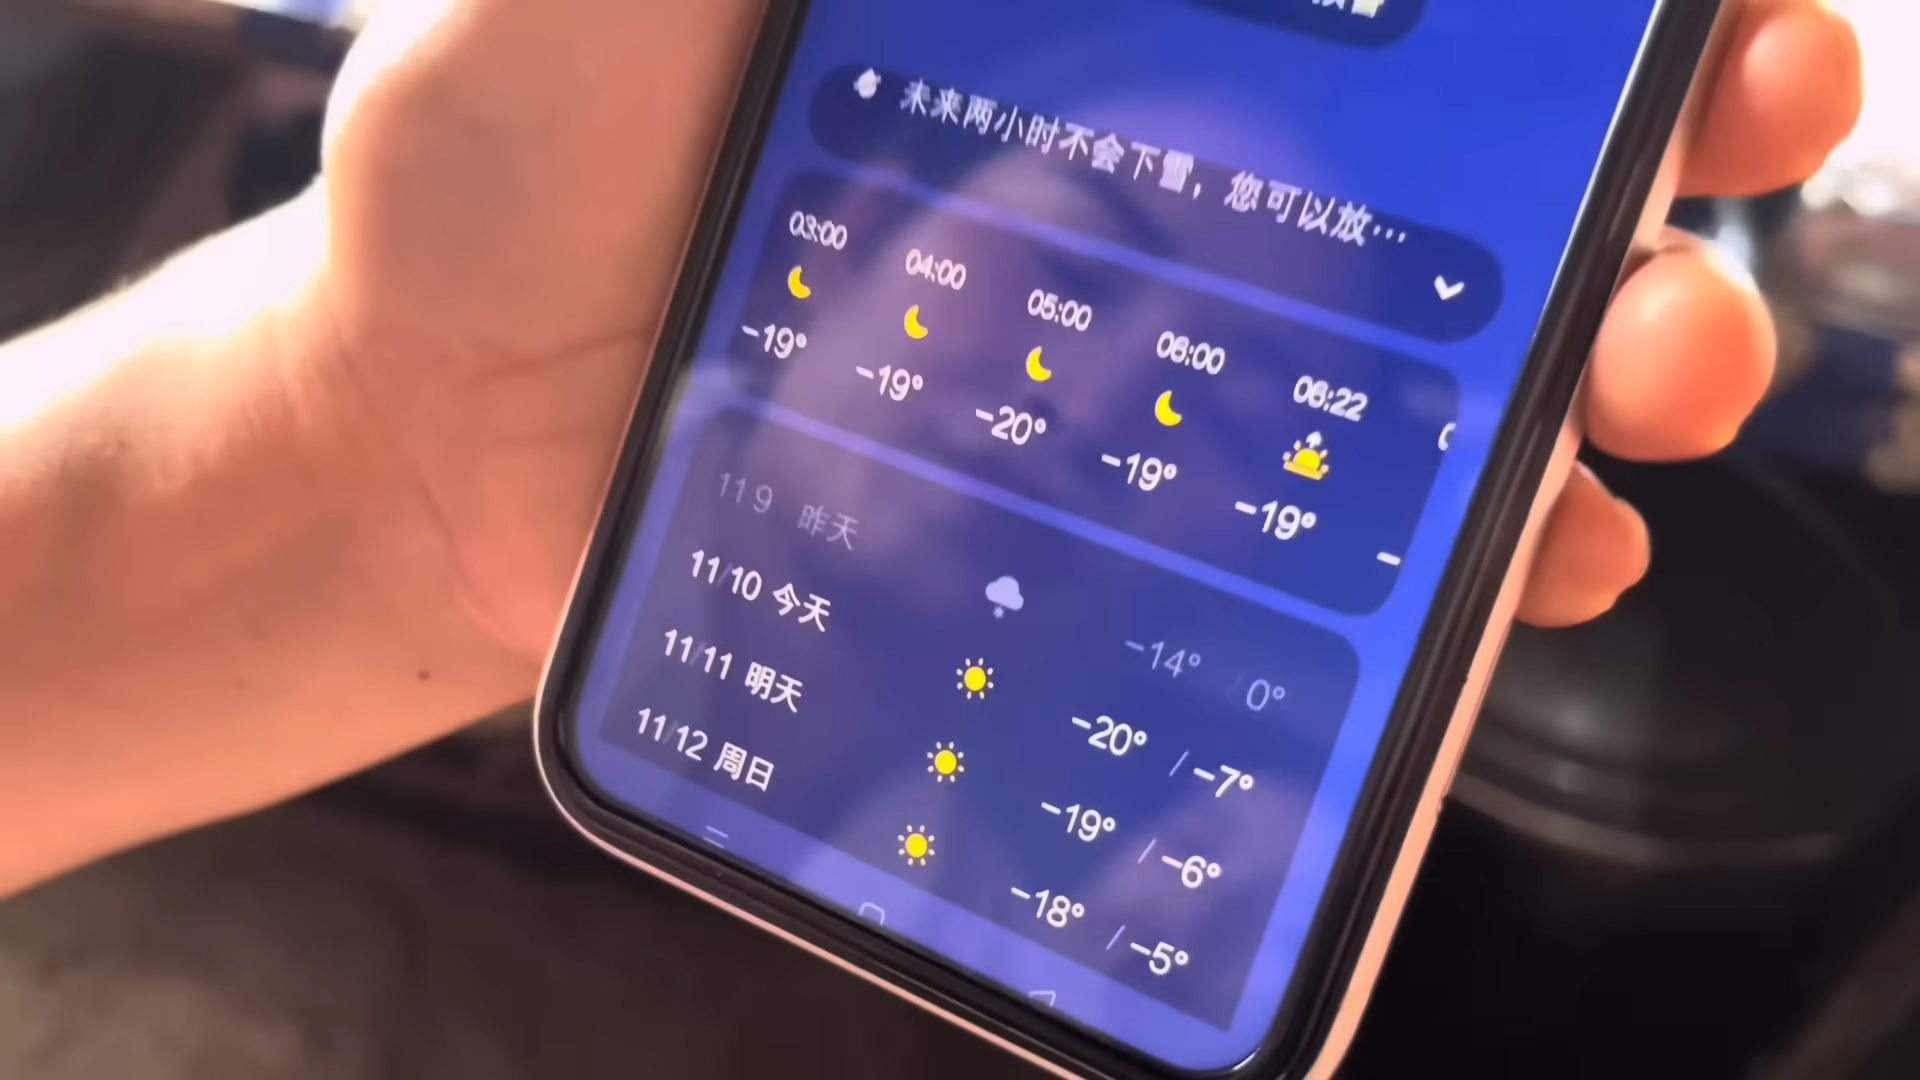 未来两小时不会下雪，您可以放…
03:00 04:00 05:00 06:00 06:22
-19° -19° -20° -19° -19° -
11 9 昨天 -14° / 0°
11/10 今天 -20° / -7°
11/11 明天 -19° / -6°
11/12 周日 -18° / -5°